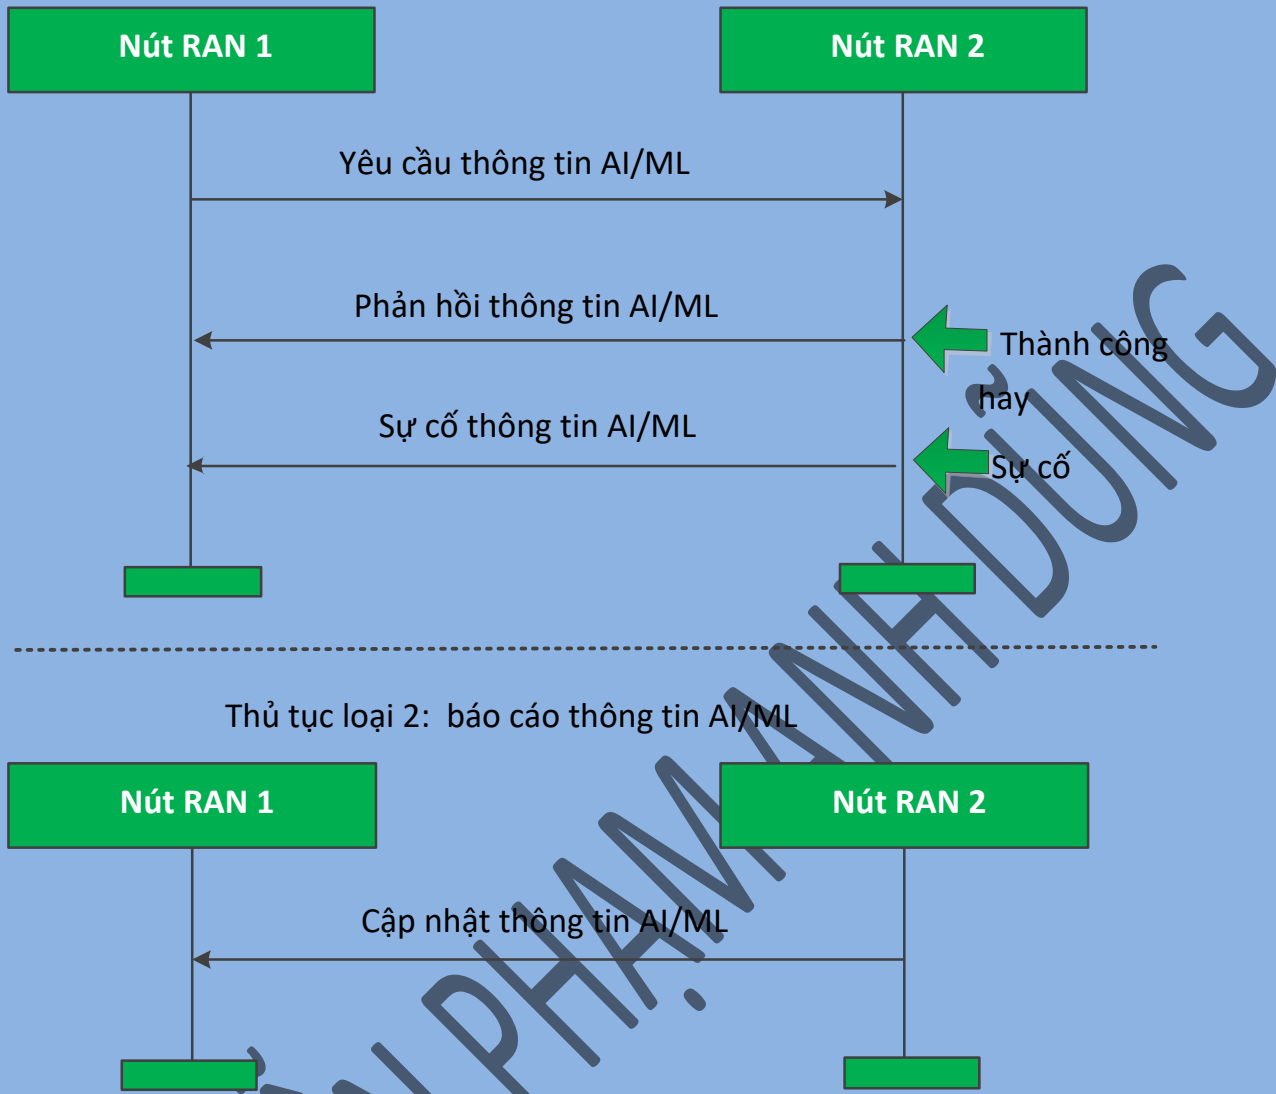 Nút RAN 1
Nút RAN 2
Yêu cầu thông tin AI/ML
Phản hồi thông tin AI/ML
Thành công
hay
Sự cố thông tin AI/ML
Sự cố
Thủ tục loại 2: báo cáo thông tin AI/ML
Nút RAN 1
Nút RAN 2
Cập nhật thông tin AI/ML
PHẠM ANH DŨNG